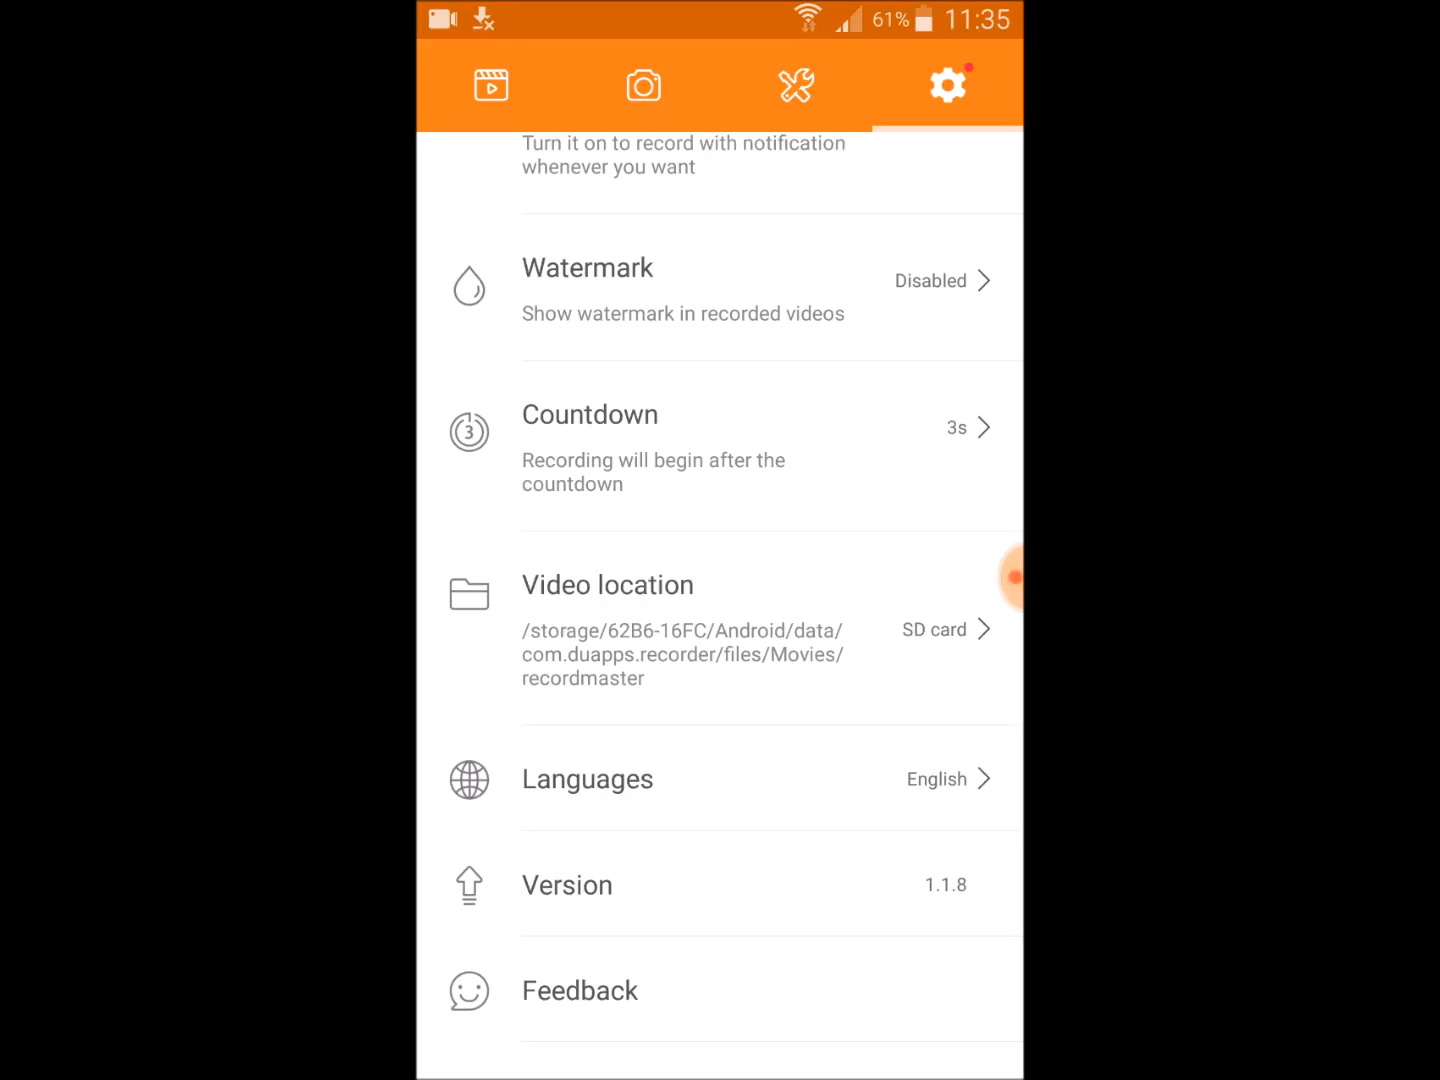 61% 11:35
Turn it on to record with notification
whenever you want
Watermark
Disabled
Show watermark in recorded videos
3
Countdown
3s
Recording will begin after the
countdown
Video location
/storage/62B6-16FC/Android/data/
com.duapps.recorder/files/Movies/
recordmaster
SD card
Languages
English
Version
1.1.8
Feedback